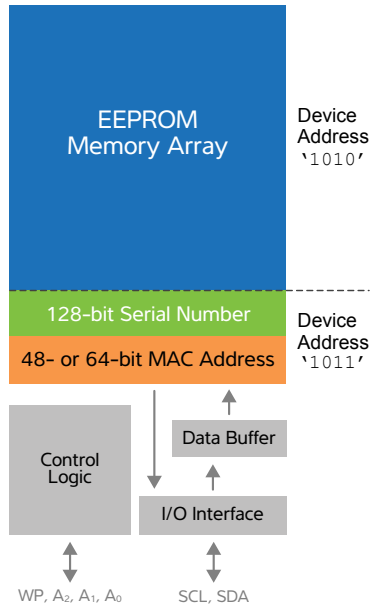 EEPROM
Memory Array
Device
Address
‘1010’
128-bit Serial Number
48- or 64-bit MAC Address
Device
Address
‘1011’
Data Buffer
Control
Logic
I/O Interface
WP, A₂, A₁, A₀
SCL, SDA